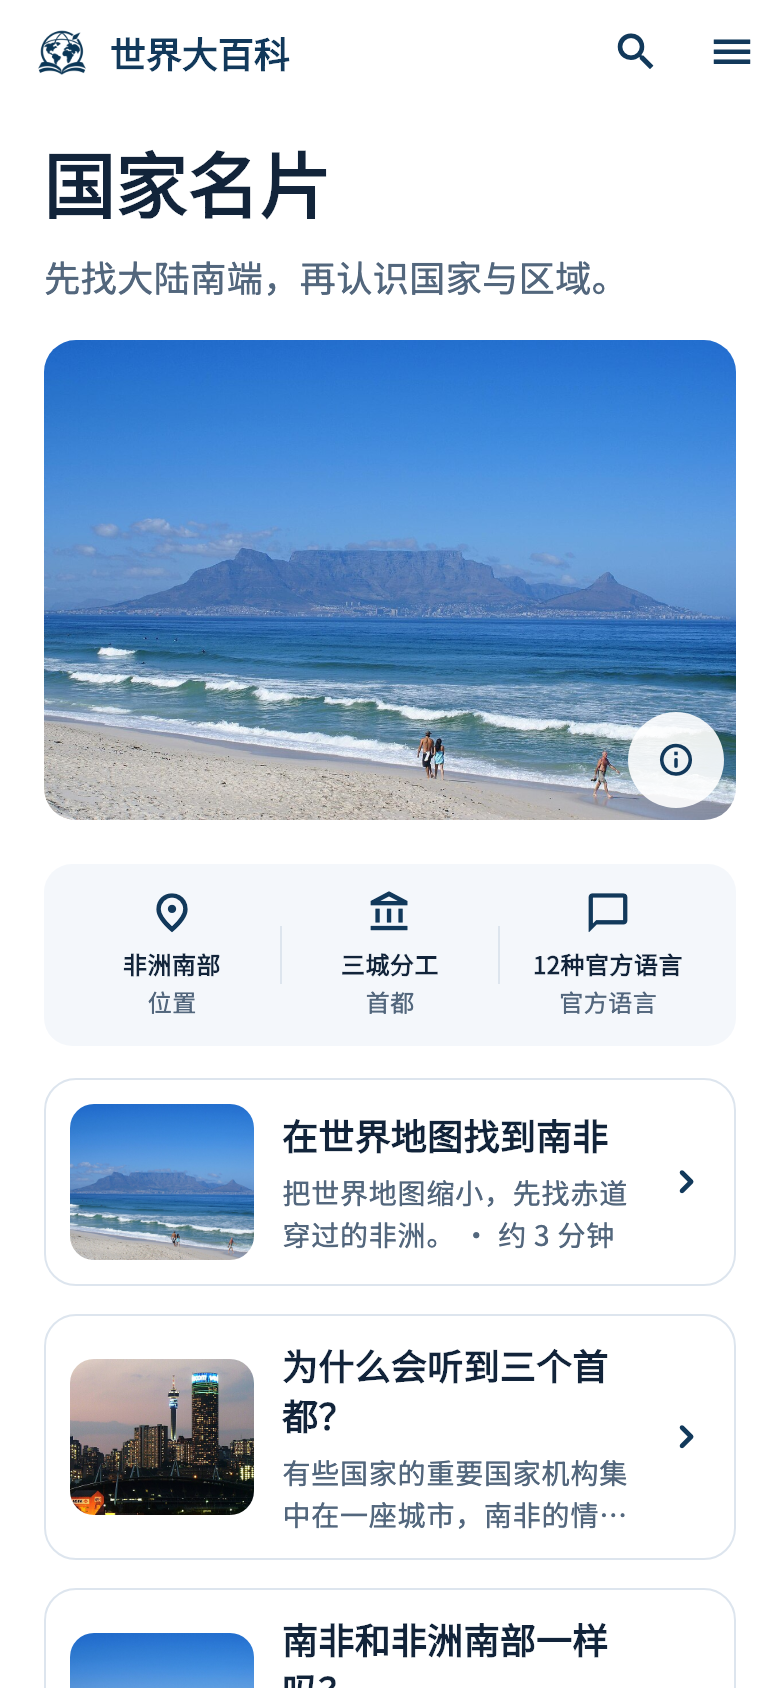 世界大百科
国家名片
先找大陆南端，再认识国家与区域。
非洲南部
位置
三城分工
首都
12种官方语言
官方语言
在世界地图找到南非
把世界地图缩小，先找赤道
穿过的非洲。 · 约 3 分钟
为什么会听到三个首
都？
有些国家的重要国家机构集
中在一座城市，南非的情…
南非和非洲南部一样
吗？